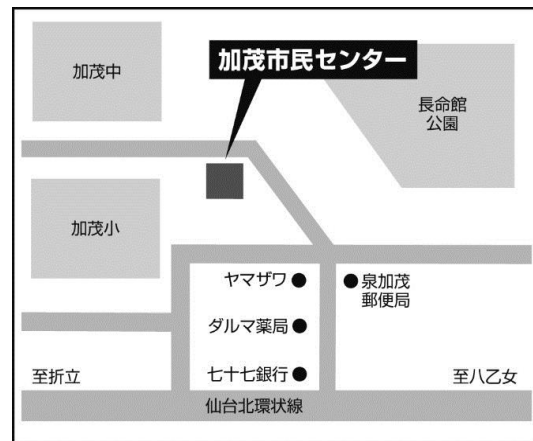 加茂中
加茂市民センター
長命館
公園
加茂小
ヤマザワ
泉加茂
郵便局
ダルマ薬局
至折立
七十七銀行
至八乙女
仙台北環状線